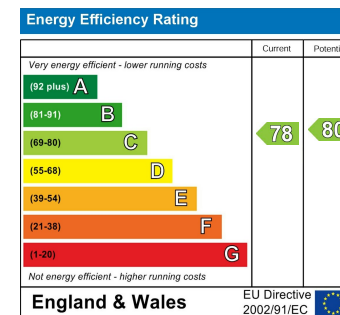 Energy Efficiency Rating
Current Potenti
Very energy efficient - lower running costs
(92 plus) A
(81-91) B
(69-80) C
(55-68) D
(39-54) E
(21-38) F
(1-20) G
78 80
Not energy efficient - higher running costs
England & Wales
EU Directive
2002/91/EC